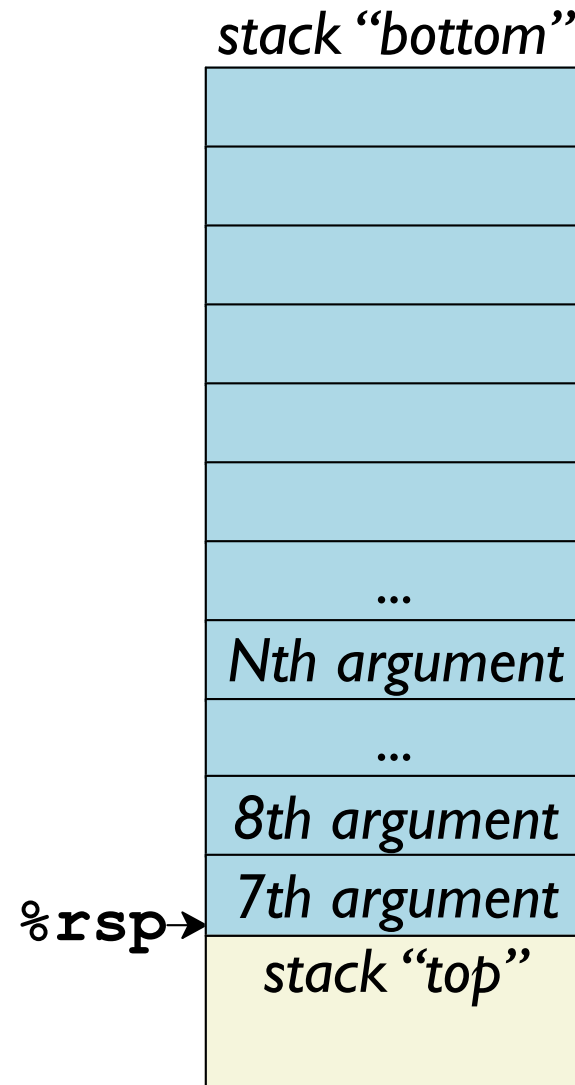 stack “bottom”
...
Nth argument
...
8th argument
7th argument
%rsp
stack “top”